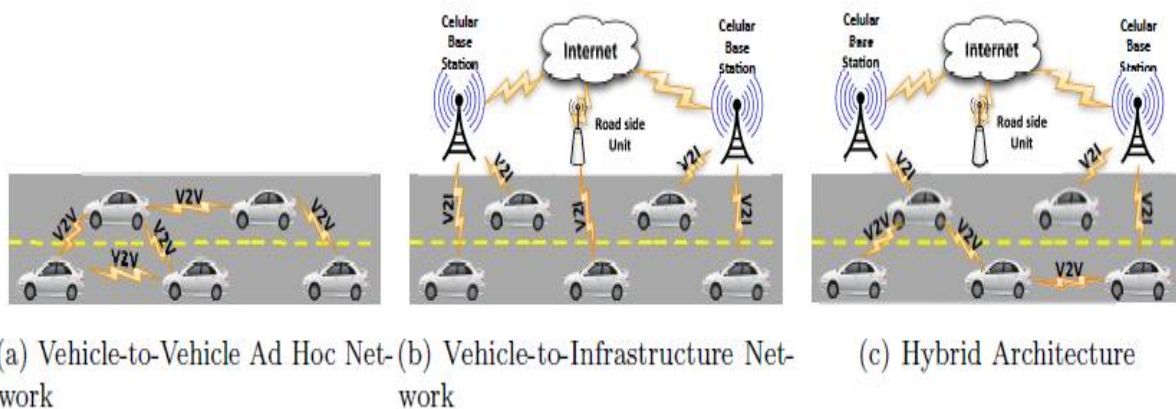 Celular
Base
Station
Internet
Road side
Unit
Celular
Base
Station
Celular
Base
Station
Internet
Road side
Unit
Celular
Base
Station
V2V
V2V
V2V
V2V
V2V
V2I
V2I
V2I
V2I
V2I
V2I
V2I
V2I
V2V
V2V
V2V
(a) Vehicle-to-Vehicle Ad Hoc Net-
work
(b) Vehicle-to-Infrastructure Net-
work
(c) Hybrid Architecture